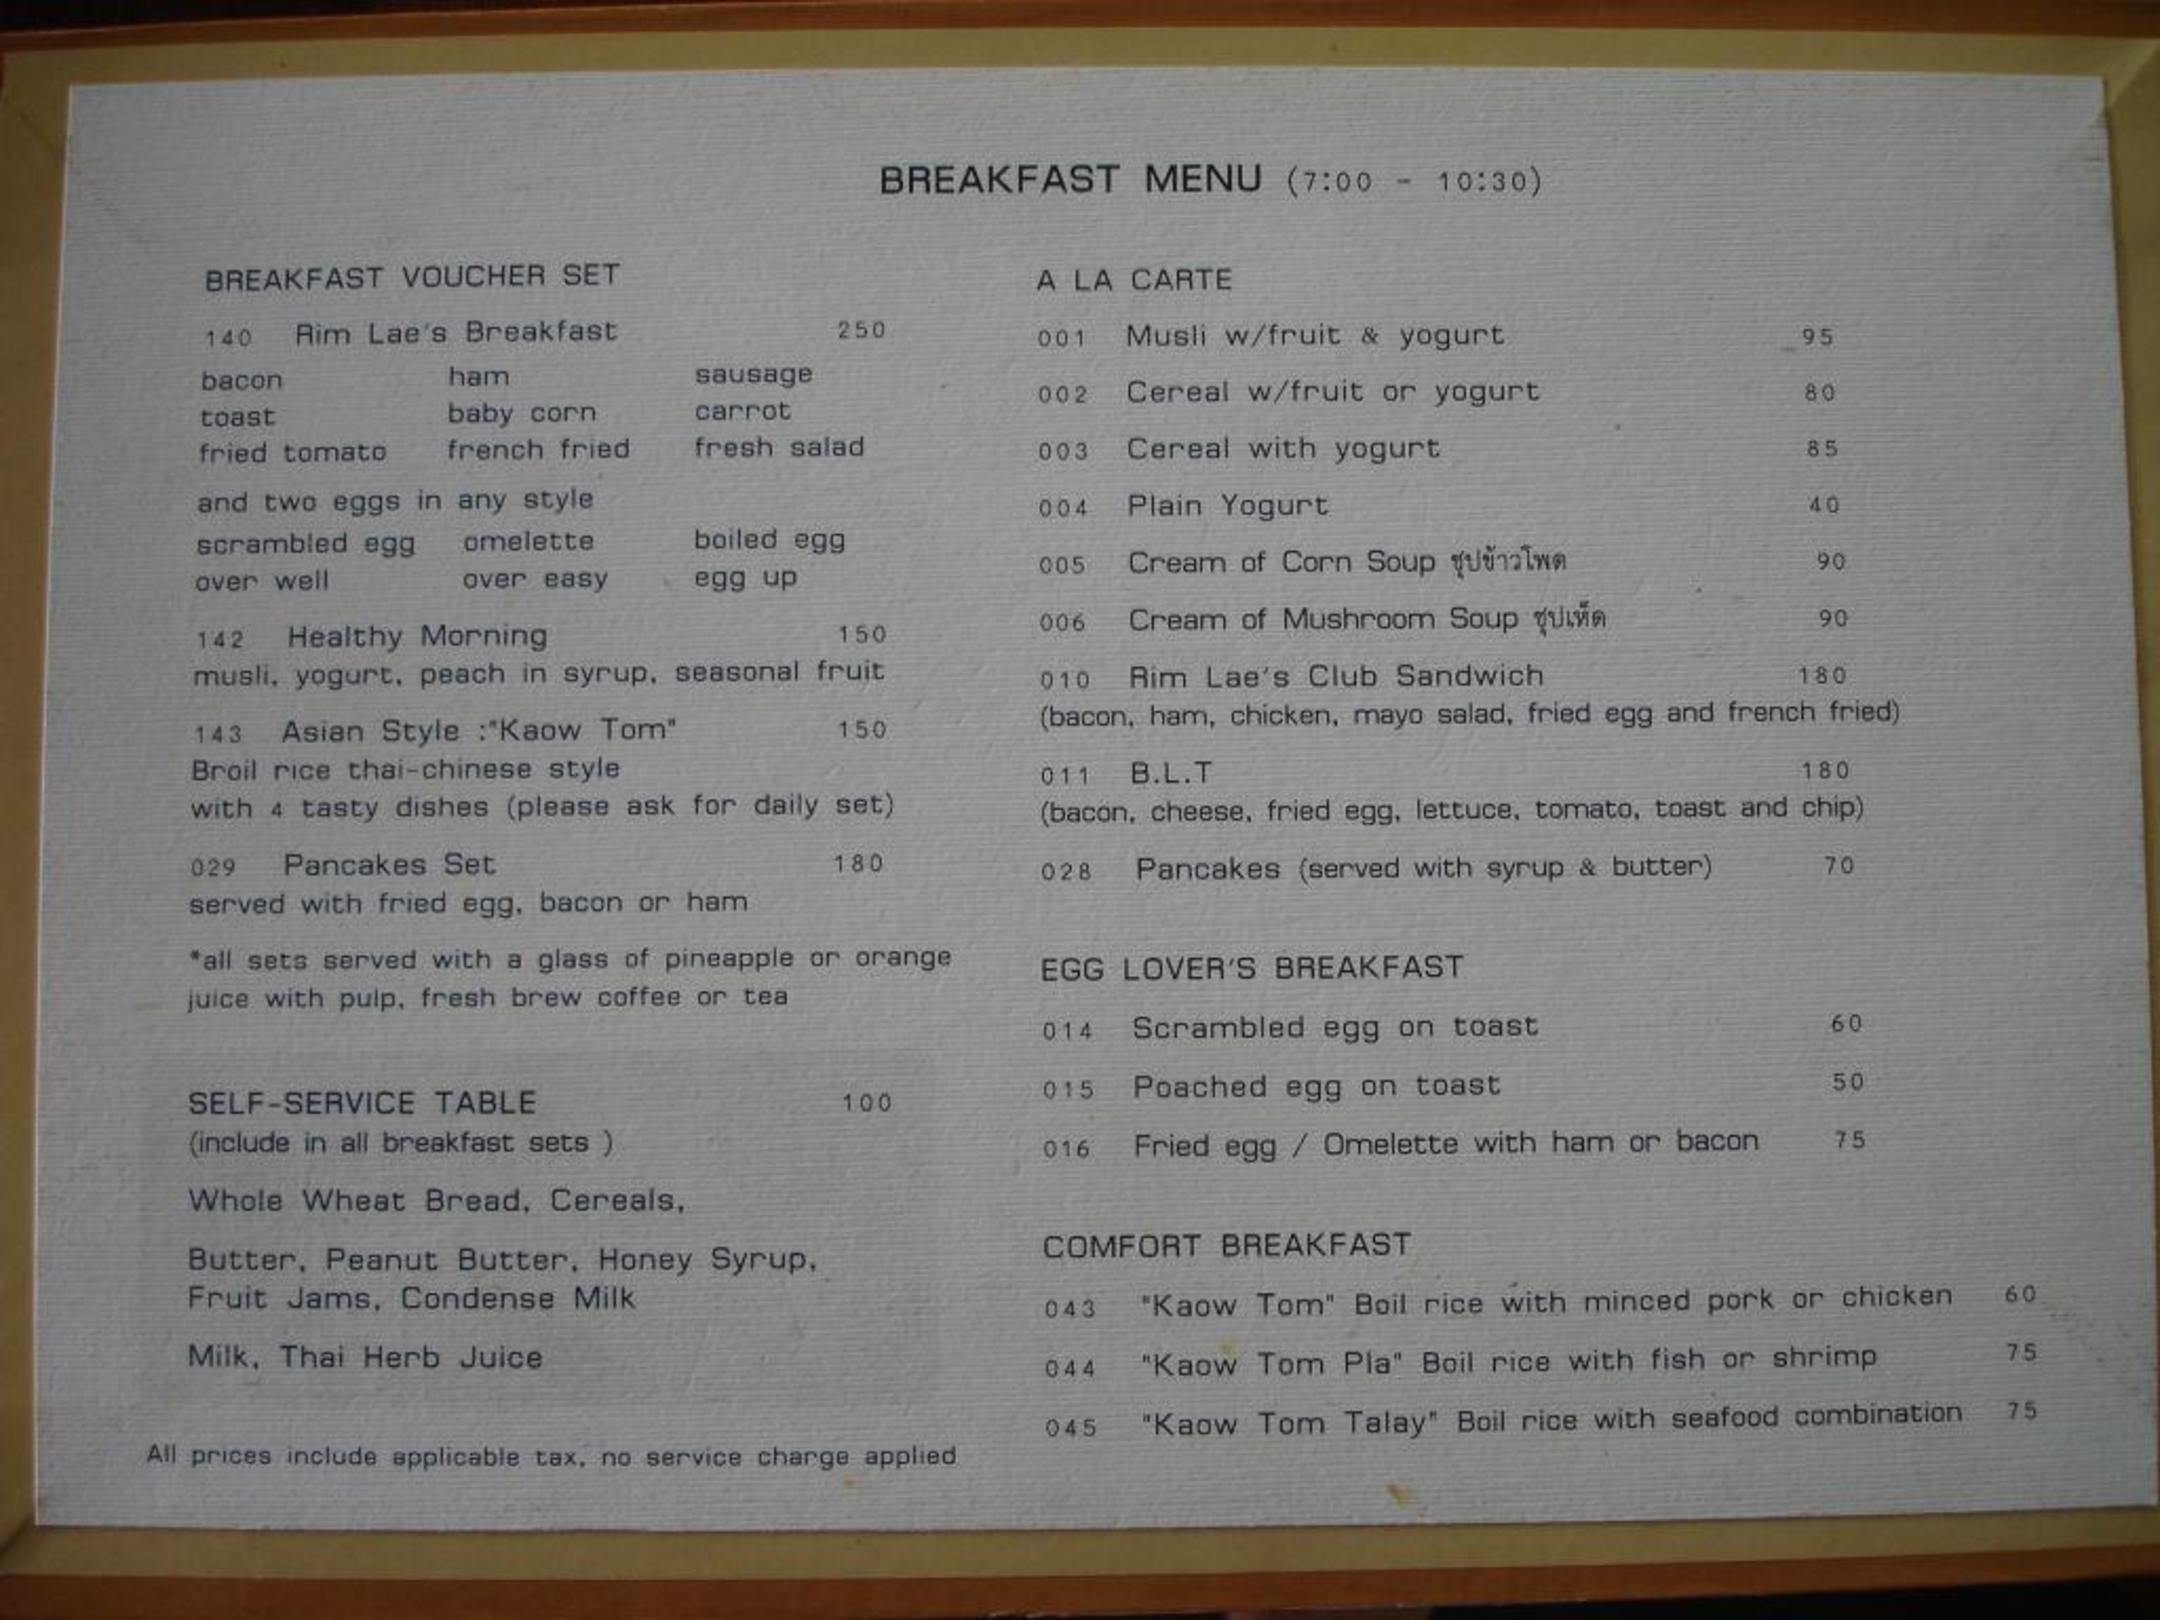 BREAKFAST MENU (7:00 - 10:30)
BREAKFAST VOUCHER SET
140 Rim Lae's Breakfast 250
bacon ham sausage
toast baby corn carrot
fried tomato french fried fresh salad
and two eggs in any style
scrambled egg omelette boiled egg
over well over easy egg up
142 Healthy Morning 150
musli, yogurt, peach in syrup, seasonal fruit
143 Asian Style :"Kaow Tom" 150
Broil rice thai-chinese style
with 4 tasty dishes (please ask for daily set)
029 Pancakes Set 180
served with fried egg, bacon or ham
*all sets served with a glass of pineapple or orange
juice with pulp, fresh brew coffee or tea
SELF-SERVICE TABLE 100
(include in all breakfast sets )
Whole Wheat Bread, Cereals,
Butter, Peanut Butter, Honey Syrup,
Fruit Jams, Condense Milk
Milk, Thai Herb Juice
All prices include applicable tax, no service charge applied
A LA CARTE
001 Musli w/fruit & yogurt 95
002 Cereal w/fruit or yogurt 80
003 Cereal with yogurt 85
004 Plain Yogurt 40
005 Cream of Corn Soup ซุปข้าวโพด 90
006 Cream of Mushroom Soup ซุปเห็ด 90
010 Rim Lae's Club Sandwich 180
(bacon, ham, chicken, mayo salad, fried egg and french fried)
011 B.L.T 180
(bacon, cheese, fried egg, lettuce, tomato, toast and chip)
028 Pancakes (served with syrup & butter) 70
EGG LOVER'S BREAKFAST
014 Scrambled egg on toast 60
015 Poached egg on toast 50
016 Fried egg / Omelette with ham or bacon 75
COMFORT BREAKFAST
043 "Kaow Tom" Boil rice with minced pork or chicken 60
044 "Kaow Tom Pla" Boil rice with fish or shrimp 75
045 "Kaow Tom Talay" Boil rice with seafood combination 75